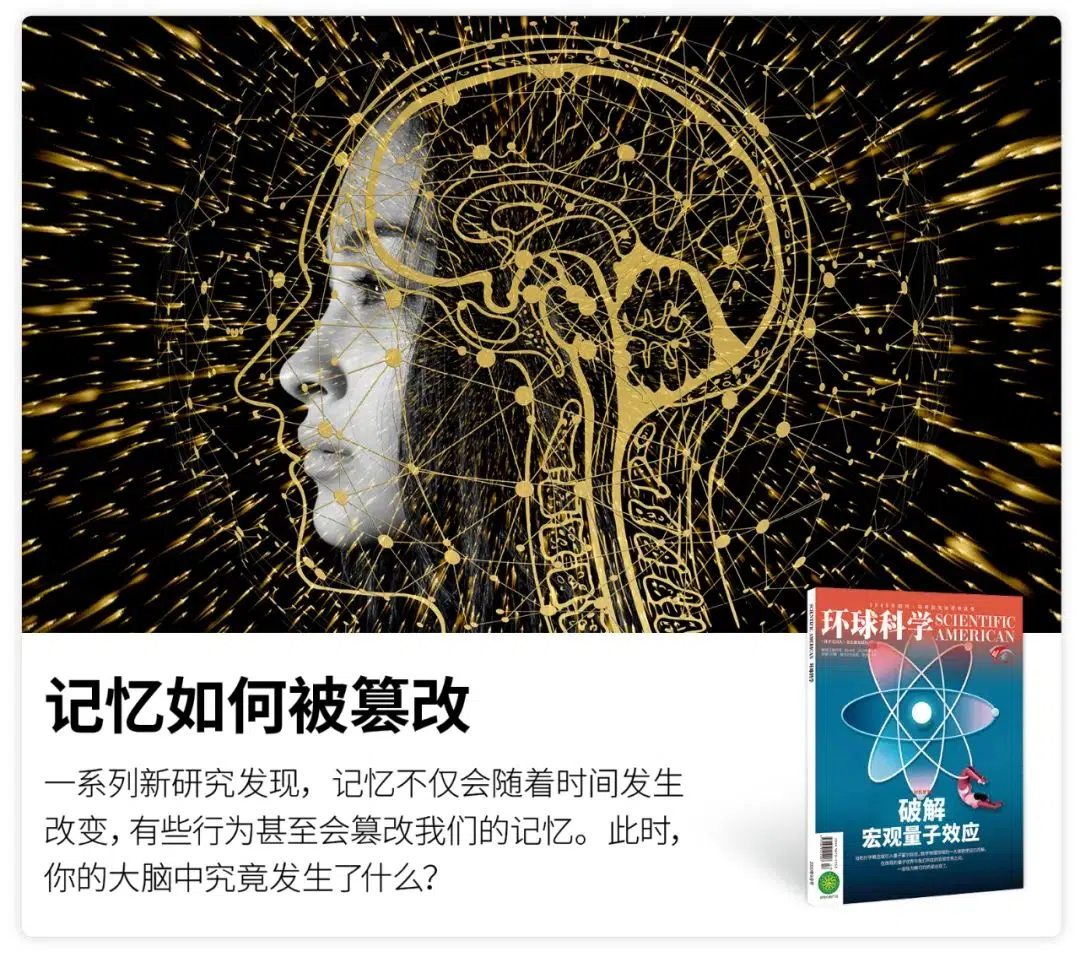 记忆如何被篡改
一系列新研究发现，记忆不仅会随着时间发生
改变，有些行为甚至会篡改我们的记忆。此时，
你的大脑中究竟发生了什么？
环球科学 SCIENTIFIC
AMERICAN
破解
宏观量子效应